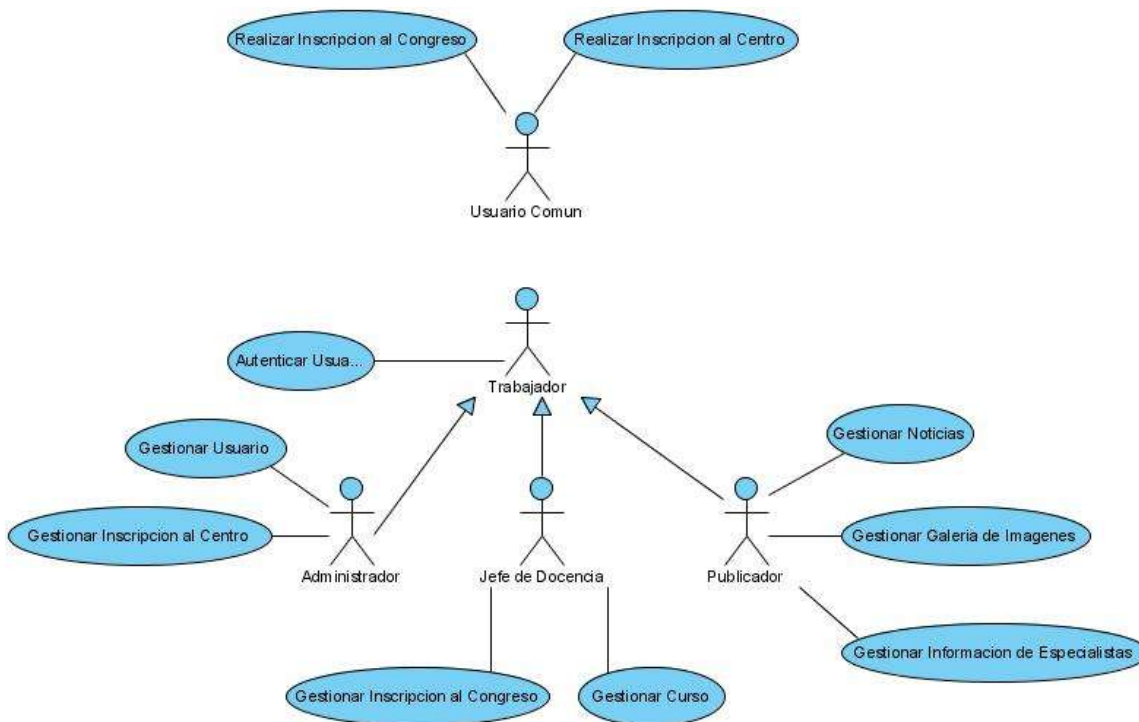 Realizar Inscripcion al Congreso
Realizar Inscripcion al Centro
Usuario Comun
Autenticar Usua...
Trabajador
Gestionar Usuario
Gestionar Noticias
Gestionar Inscripcion al Centro
Gestionar Galeria de Imagenes
Administrador
Jefe de Docencia
Publicador
Gestionar Informacion de Especialistas
Gestionar Inscripcion al Congreso
Gestionar Curso